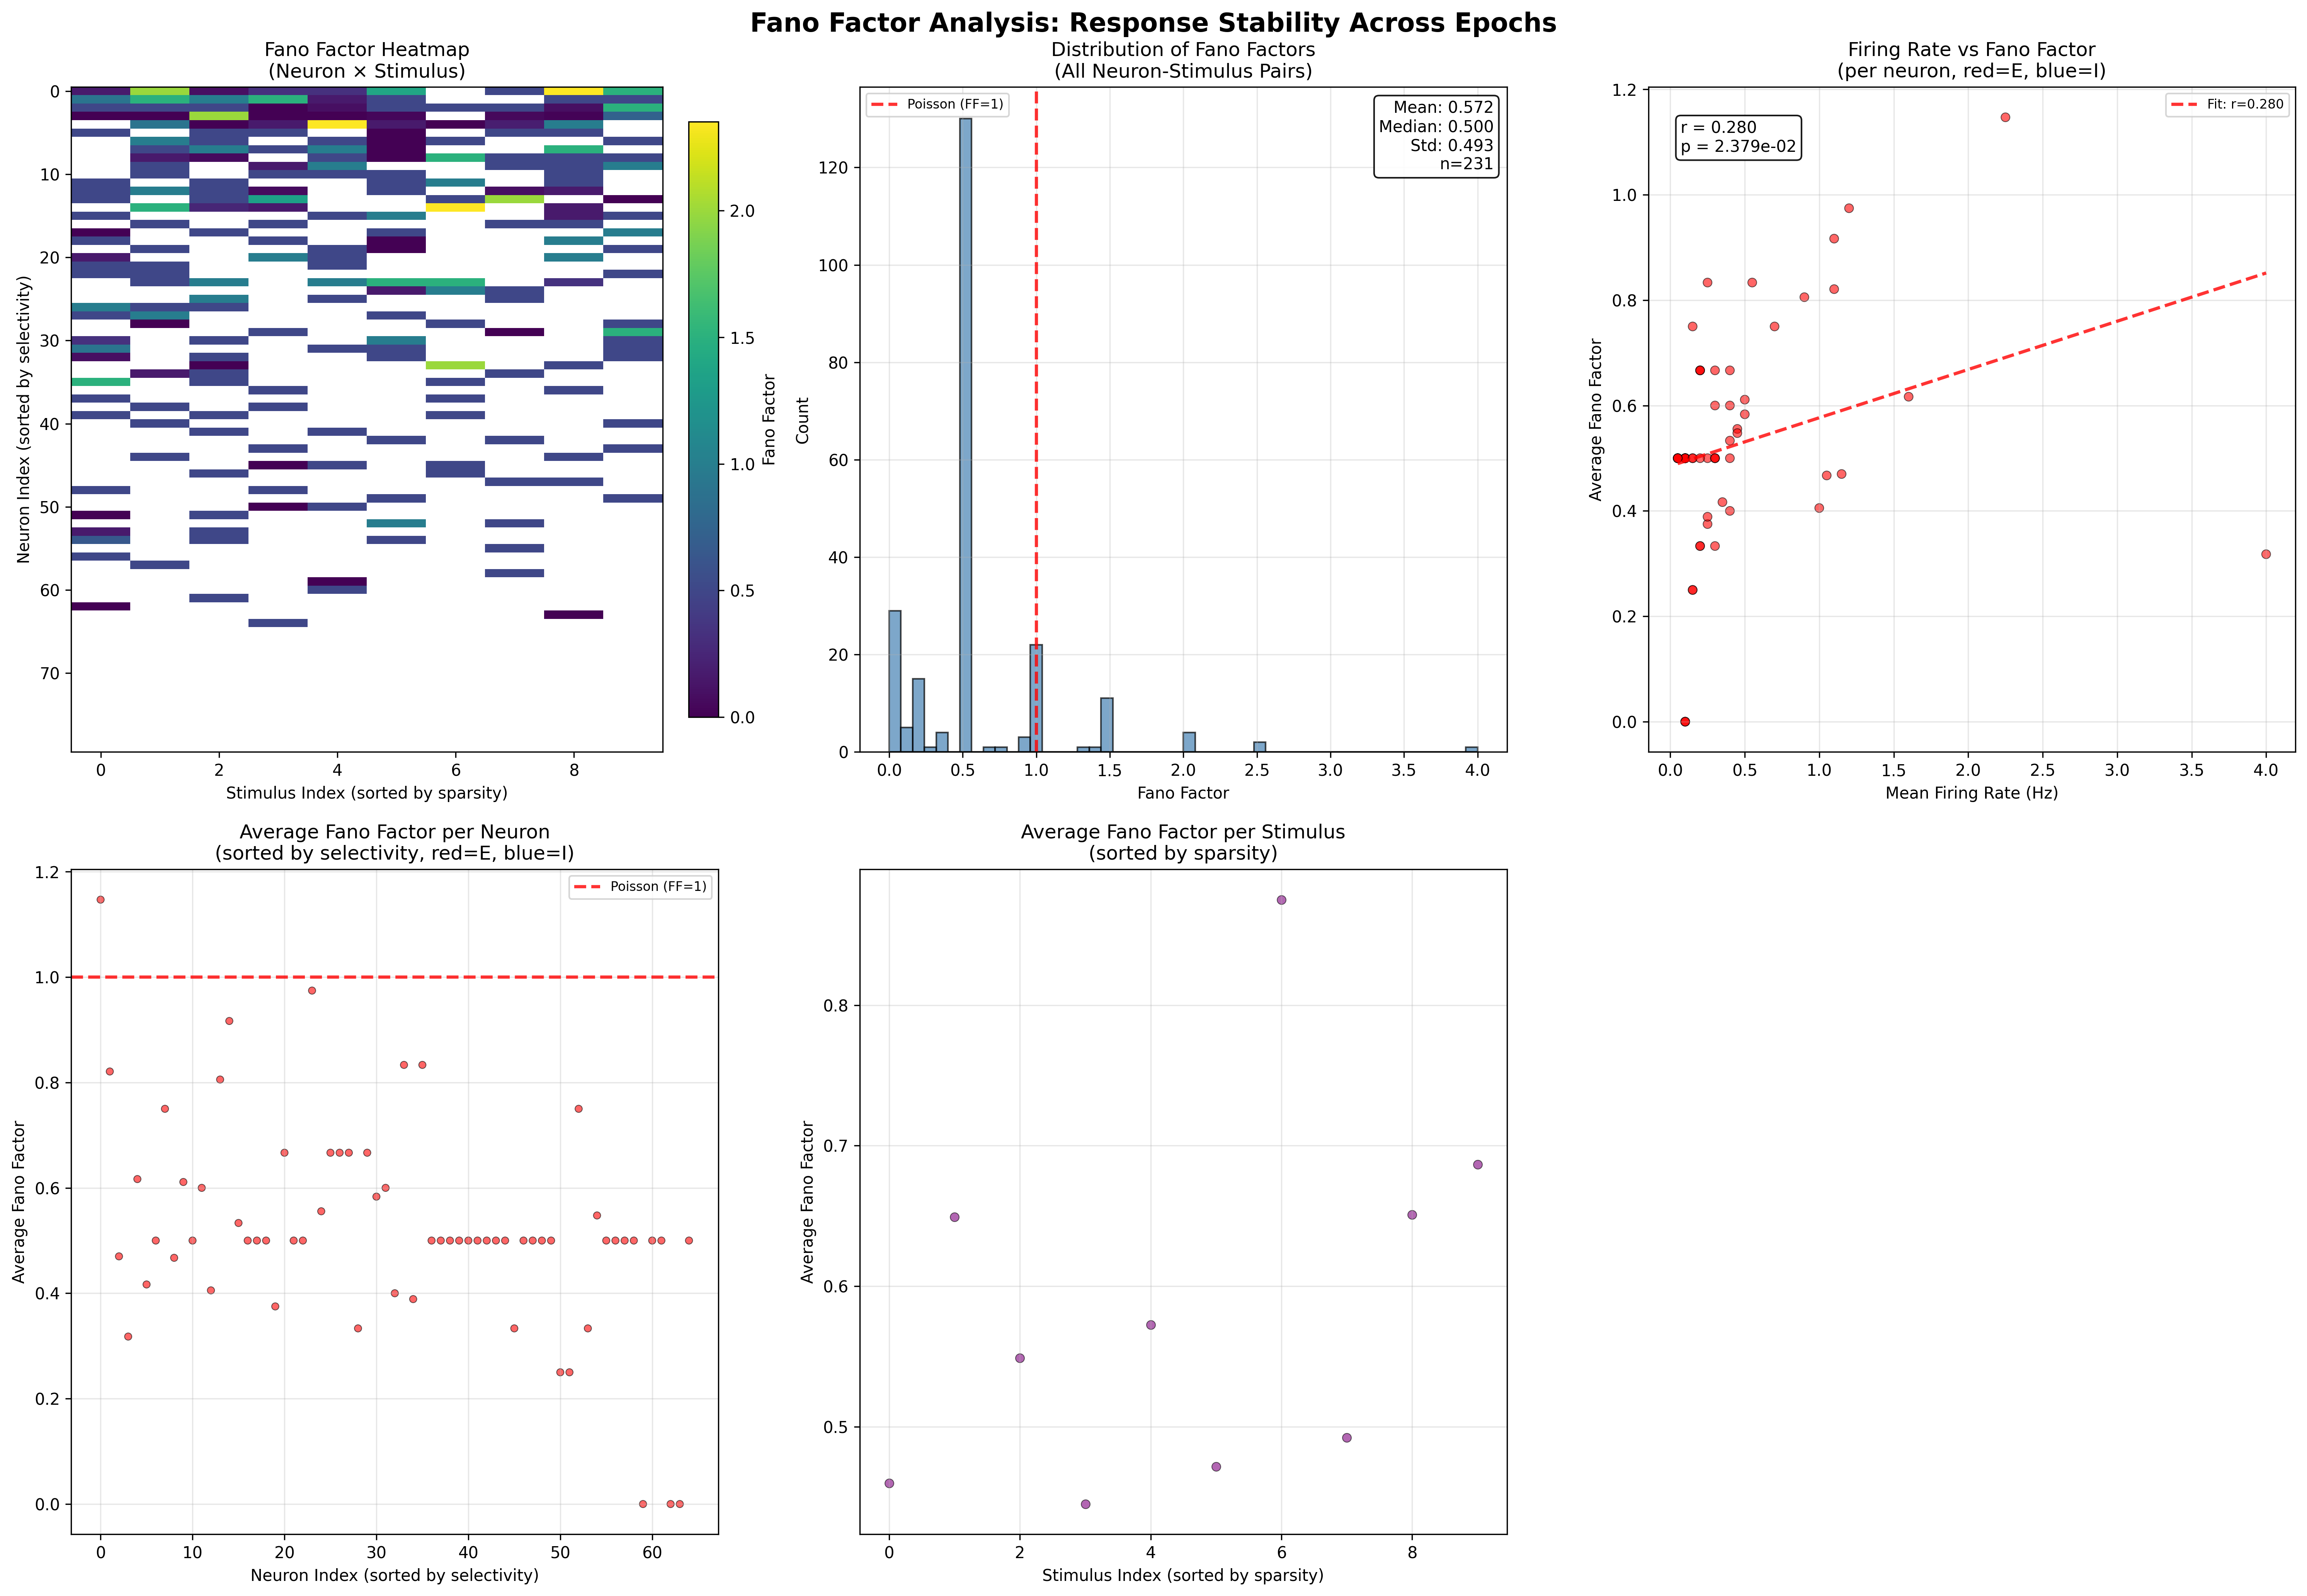 Fano Factor Analysis: Response Stability Across Epochs
Fano Factor Heatmap
(Neuron × Stimulus)
0
10
20
30
40
50
60
70
Neuron Index (sorted by selectivity)
0 2 4 6 8
Stimulus Index (sorted by sparsity)
2.0
1.5
1.0
0.5
0.0
Fano Factor
Distribution of Fano Factors
(All Neuron-Stimulus Pairs)
Poisson (FF=1)
Mean: 0.572
Median: 0.500
Std: 0.493
n=231
120
100
80
60
40
20
0
Count
0.0 0.5 1.0 1.5 2.0 2.5 3.0 3.5 4.0
Fano Factor
Firing Rate vs Fano Factor
(per neuron, red=E, blue=I)
Fit: r=0.280
r = 0.280
p = 2.379e-02
1.2
1.0
0.8
0.6
0.4
0.2
0.0
Average Fano Factor
0.0 0.5 1.0 1.5 2.0 2.5 3.0 3.5 4.0
Mean Firing Rate (Hz)
Average Fano Factor per Neuron
(sorted by selectivity, red=E, blue=I)
Poisson (FF=1)
1.2
1.0
0.8
0.6
0.4
0.2
0.0
Average Fano Factor
0 10 20 30 40 50 60
Neuron Index (sorted by selectivity)
Average Fano Factor per Stimulus
(sorted by sparsity)
0.8
0.7
0.6
0.5
Average Fano Factor
0 2 4 6 8
Stimulus Index (sorted by sparsity)